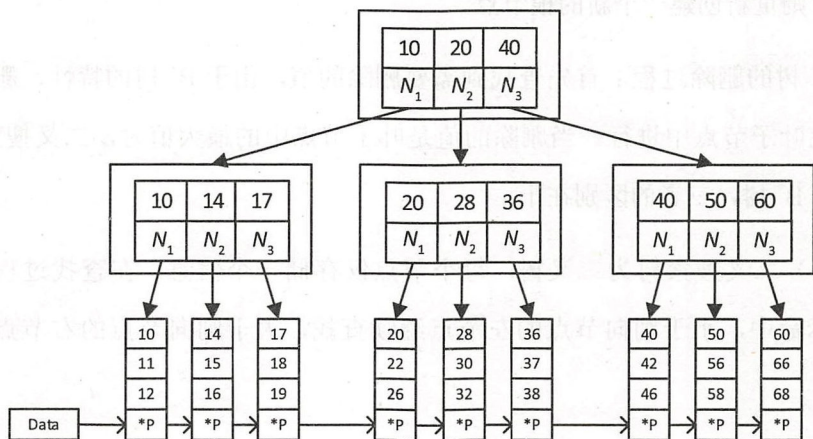 10 20 40
N1 N2 N3
10 14 17
N1 N2 N3
20 28 36
N1 N2 N3
40 50 60
N1 N2 N3
10 14 17 20 28 36 40 50 60
11 15 18 22 30 37 42 56 66
12 16 19 26 32 38 46 58 68
Data *P *P *P *P *P *P *P *P *P